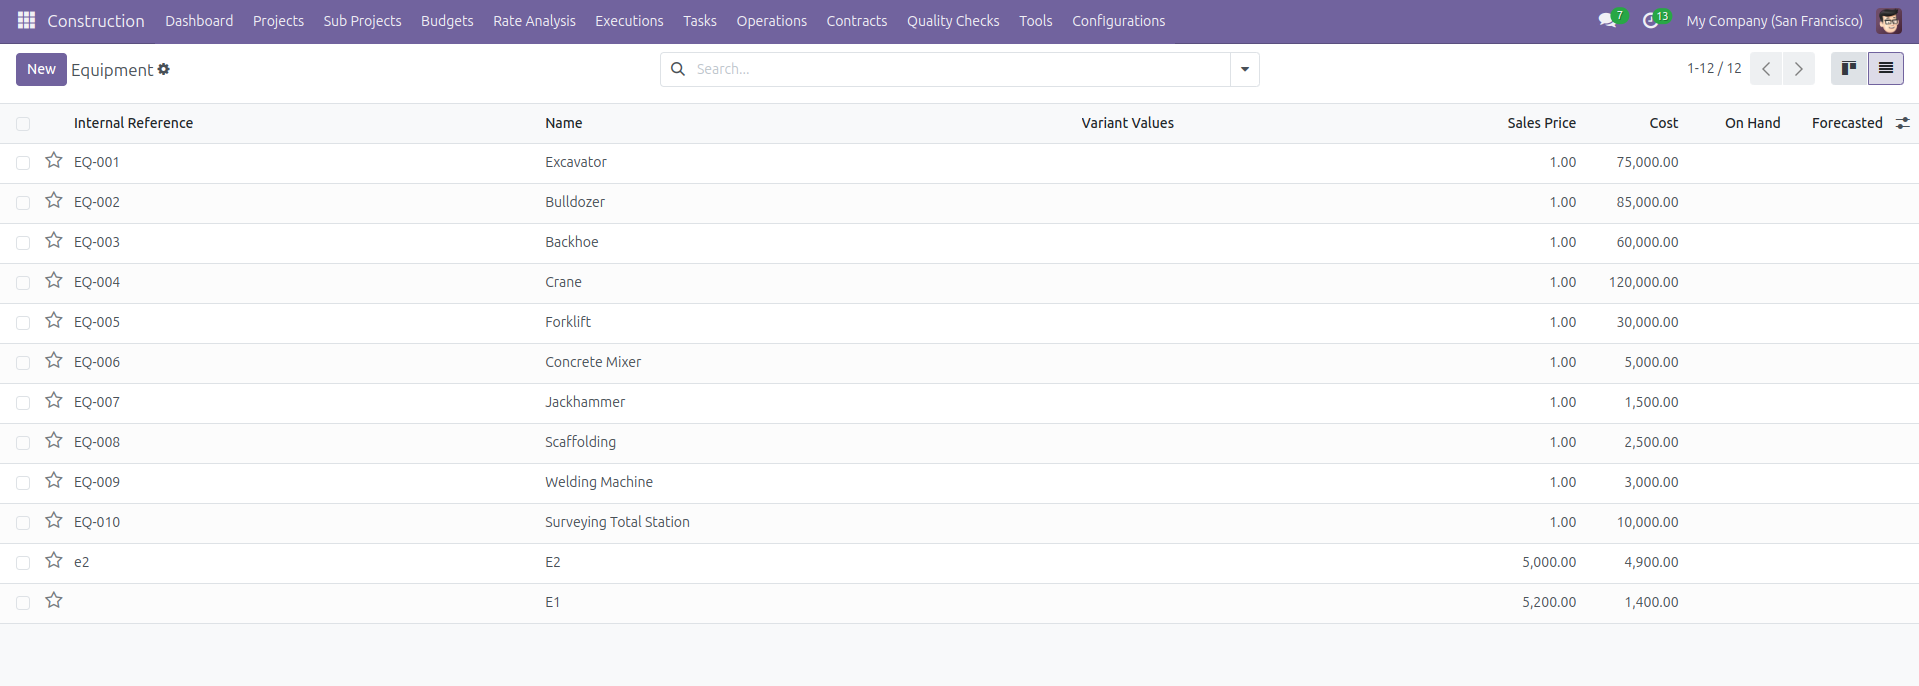 Construction Dashboard Projects Sub Projects Budgets Rate Analysis Executions Tasks Operations Contracts Quality Checks Tools Configurations 7 13 My Company (San Francisco)
New Equipment Search... 1-12 / 12
Internal Reference Name Variant Values Sales Price Cost On Hand Forecasted
EQ-001 Excavator 1.00 75,000.00
EQ-002 Bulldozer 1.00 85,000.00
EQ-003 Backhoe 1.00 60,000.00
EQ-004 Crane 1.00 120,000.00
EQ-005 Forklift 1.00 30,000.00
EQ-006 Concrete Mixer 1.00 5,000.00
EQ-007 Jackhammer 1.00 1,500.00
EQ-008 Scaffolding 1.00 2,500.00
EQ-009 Welding Machine 1.00 3,000.00
EQ-010 Surveying Total Station 1.00 10,000.00
e2 E2 5,000.00 4,900.00
E1 5,200.00 1,400.00